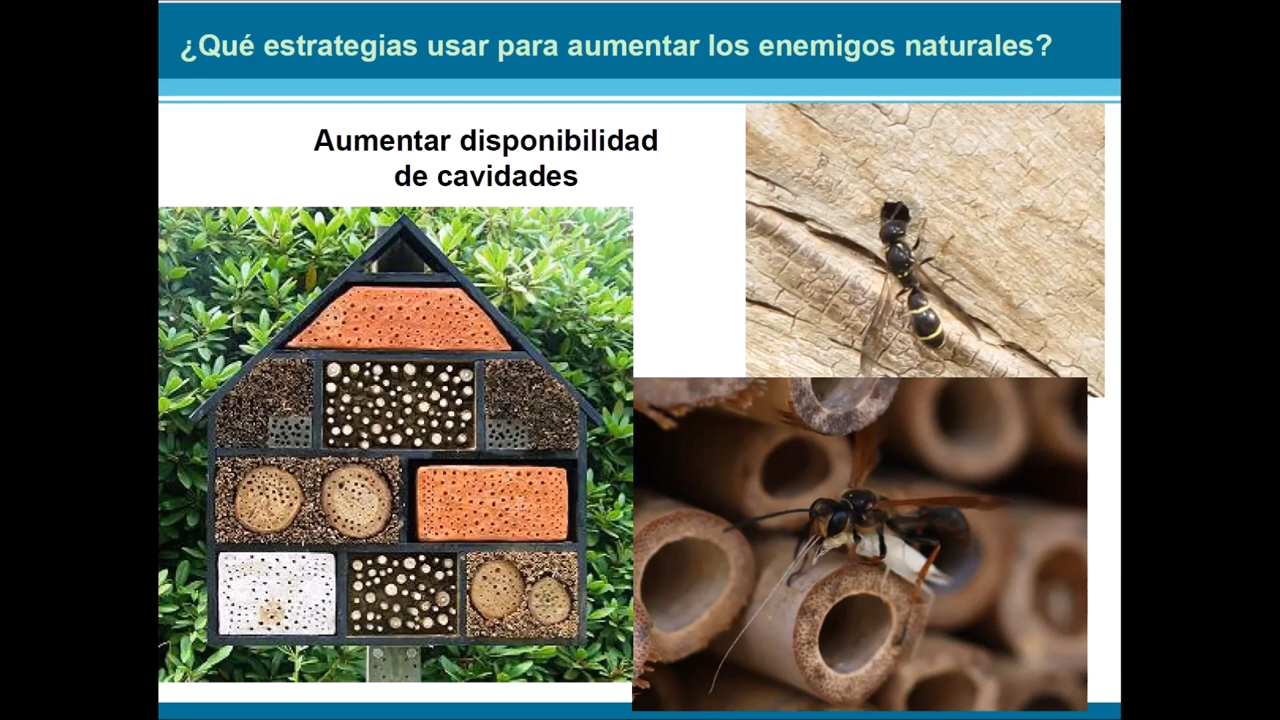 ¿Qué estrategias usar para aumentar los enemigos naturales?
Aumentar disponibilidad
de cavidades